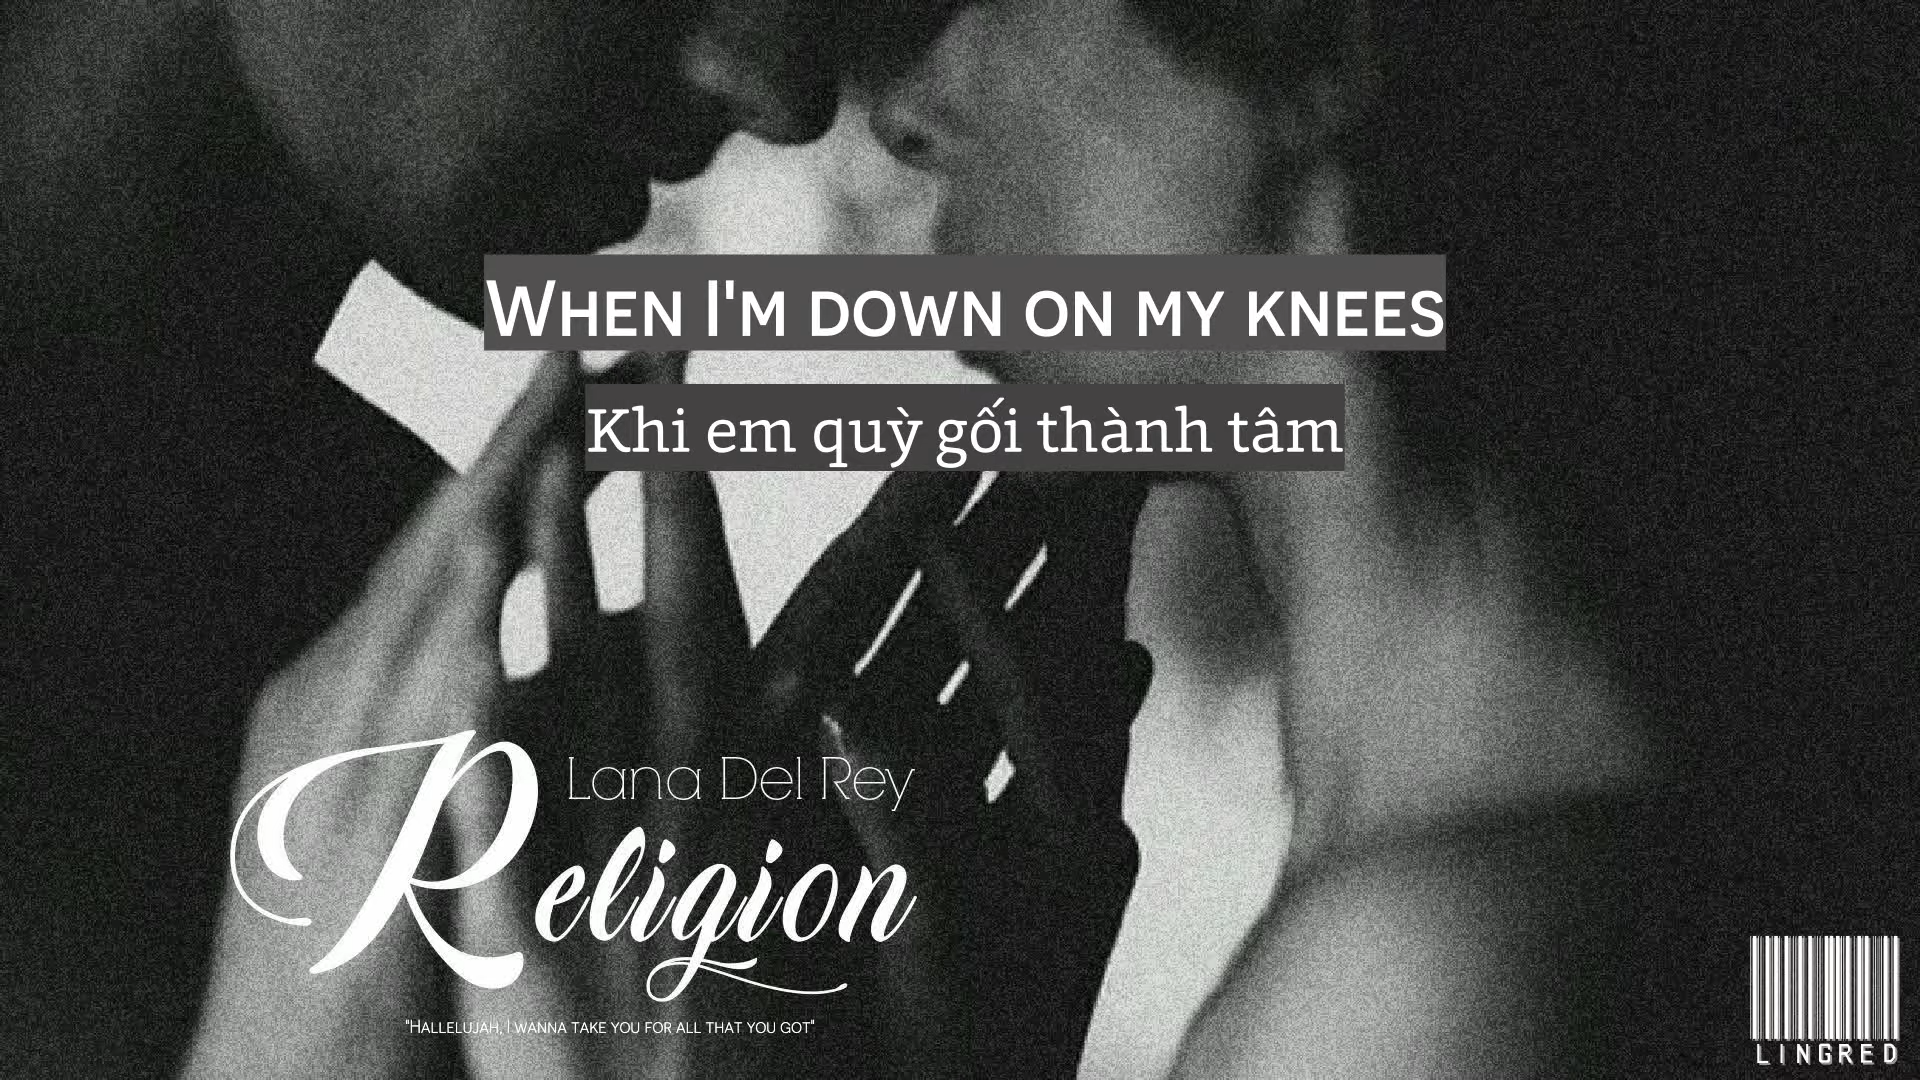 WHEN I'M DOWN ON MY KNEES
Khi em quỳ gối thành tâm
Lana Del Rey
Religion
"HALLELUJAH, I WANNA TAKE YOU FOR ALL THAT YOU GOT"
LINGRED